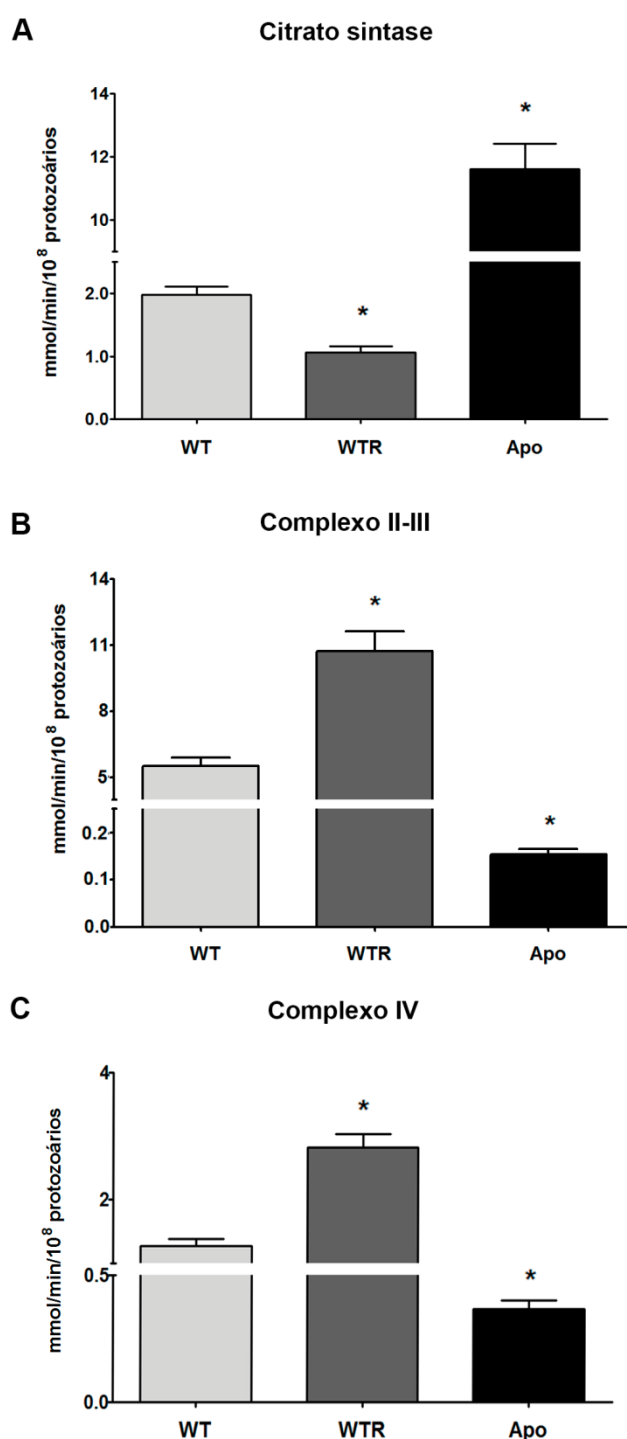 A
Citrato sintase
mmol/min/10⁸ protozoários
14
12
10
2.0
1.0
0.0
*
*
WT WTR Apo
B
Complexo II-III
mmol/min/10⁸ protozoários
14
11
8
5
0.2
0.1
0.0
*
*
WT WTR Apo
C
Complexo IV
mmol/min/10⁸ protozoários
4
2
0.5
0.0
*
*
WT WTR Apo